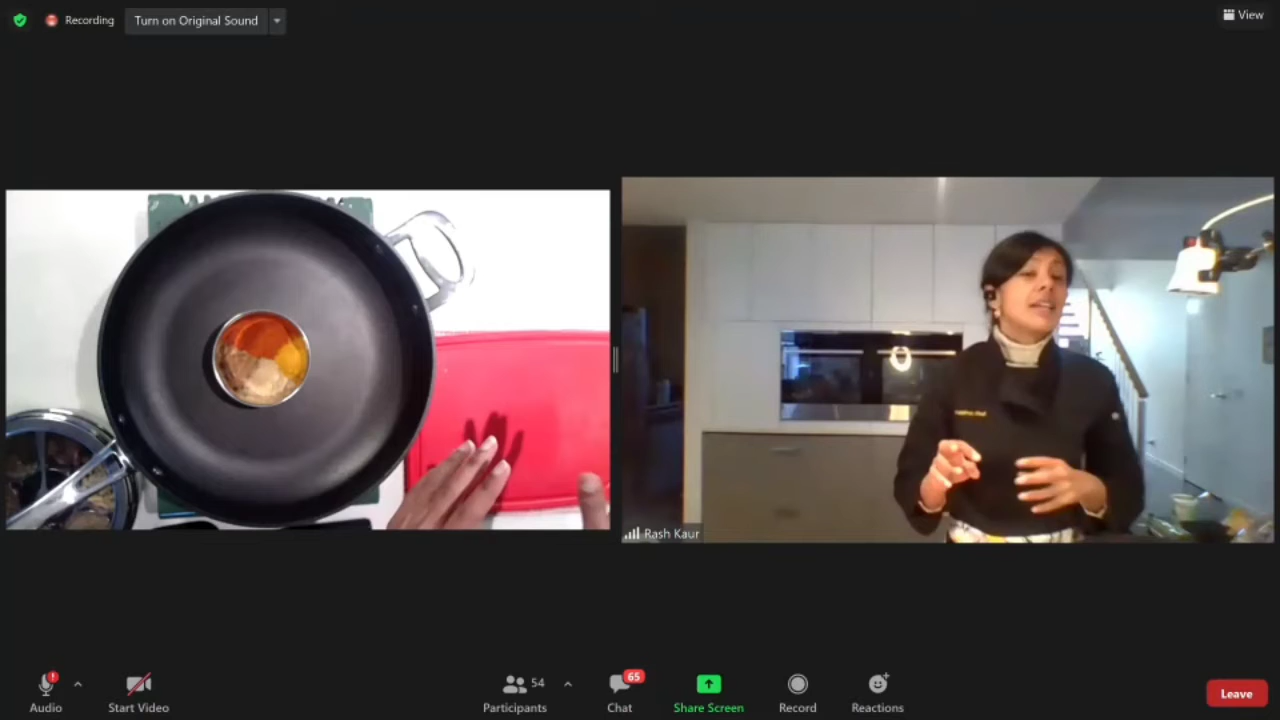 Recording
Turn on Original Sound
View
Rash Kaur
54
65
Audio
Start Video
Participants
Chat
Share Screen
Record
Reactions
Leave